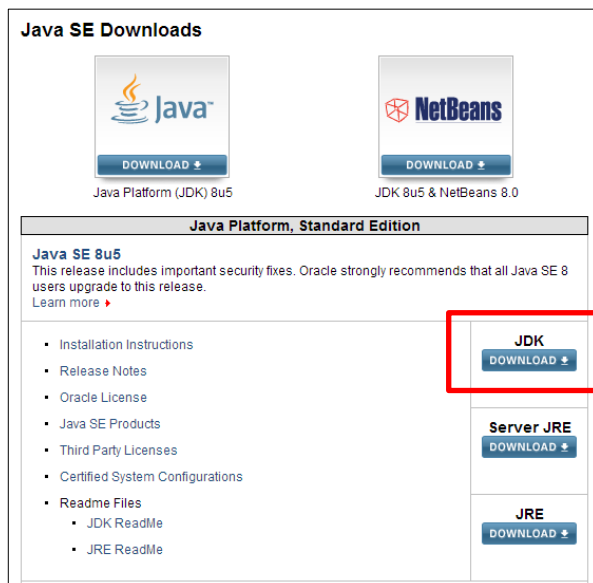 Java SE Downloads
Java™
NetBeans
DOWNLOAD
DOWNLOAD
Java Platform (JDK) 8u5
JDK 8u5 & NetBeans 8.0
Java Platform, Standard Edition
Java SE 8u5
This release includes important security fixes. Oracle strongly recommends that all Java SE 8
users upgrade to this release.
Learn more
Installation Instructions
Release Notes
Oracle License
Java SE Products
Third Party Licenses
Certified System Configurations
Readme Files
JDK ReadMe
JRE ReadMe
JDK
DOWNLOAD
Server JRE
DOWNLOAD
JRE
DOWNLOAD